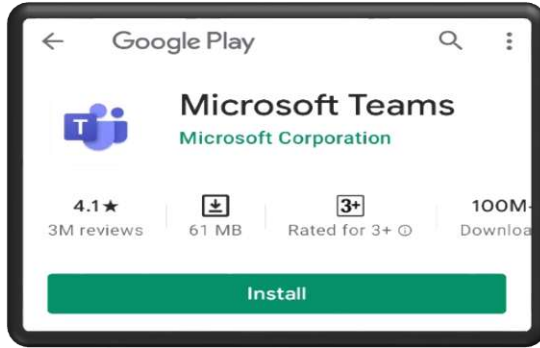 Google Play
Microsoft Teams
T
Microsoft Corporation
4.1★ 3+ 100M
3M reviews 61 MB Rated for 3+ Downloa
Install